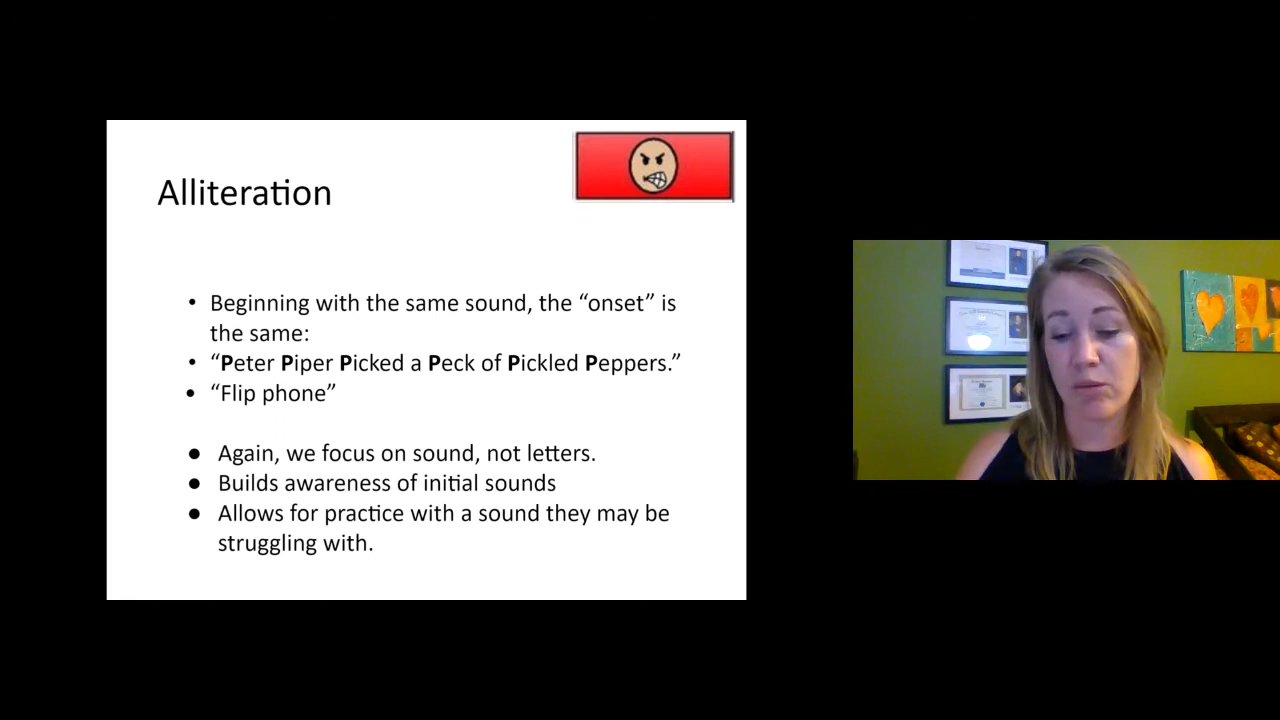 Alliteration
• Beginning with the same sound, the “onset” is
the same:
• “Peter Piper Picked a Peck of Pickled Peppers.”
• “Flip phone”
● Again, we focus on sound, not letters.
● Builds awareness of initial sounds
● Allows for practice with a sound they may be
struggling with.